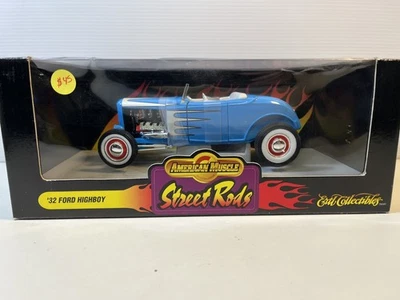 $45
AMERICAN MUSCLE
Street Rods
'32 FORD HIGHBOY
Ertl Collectibles